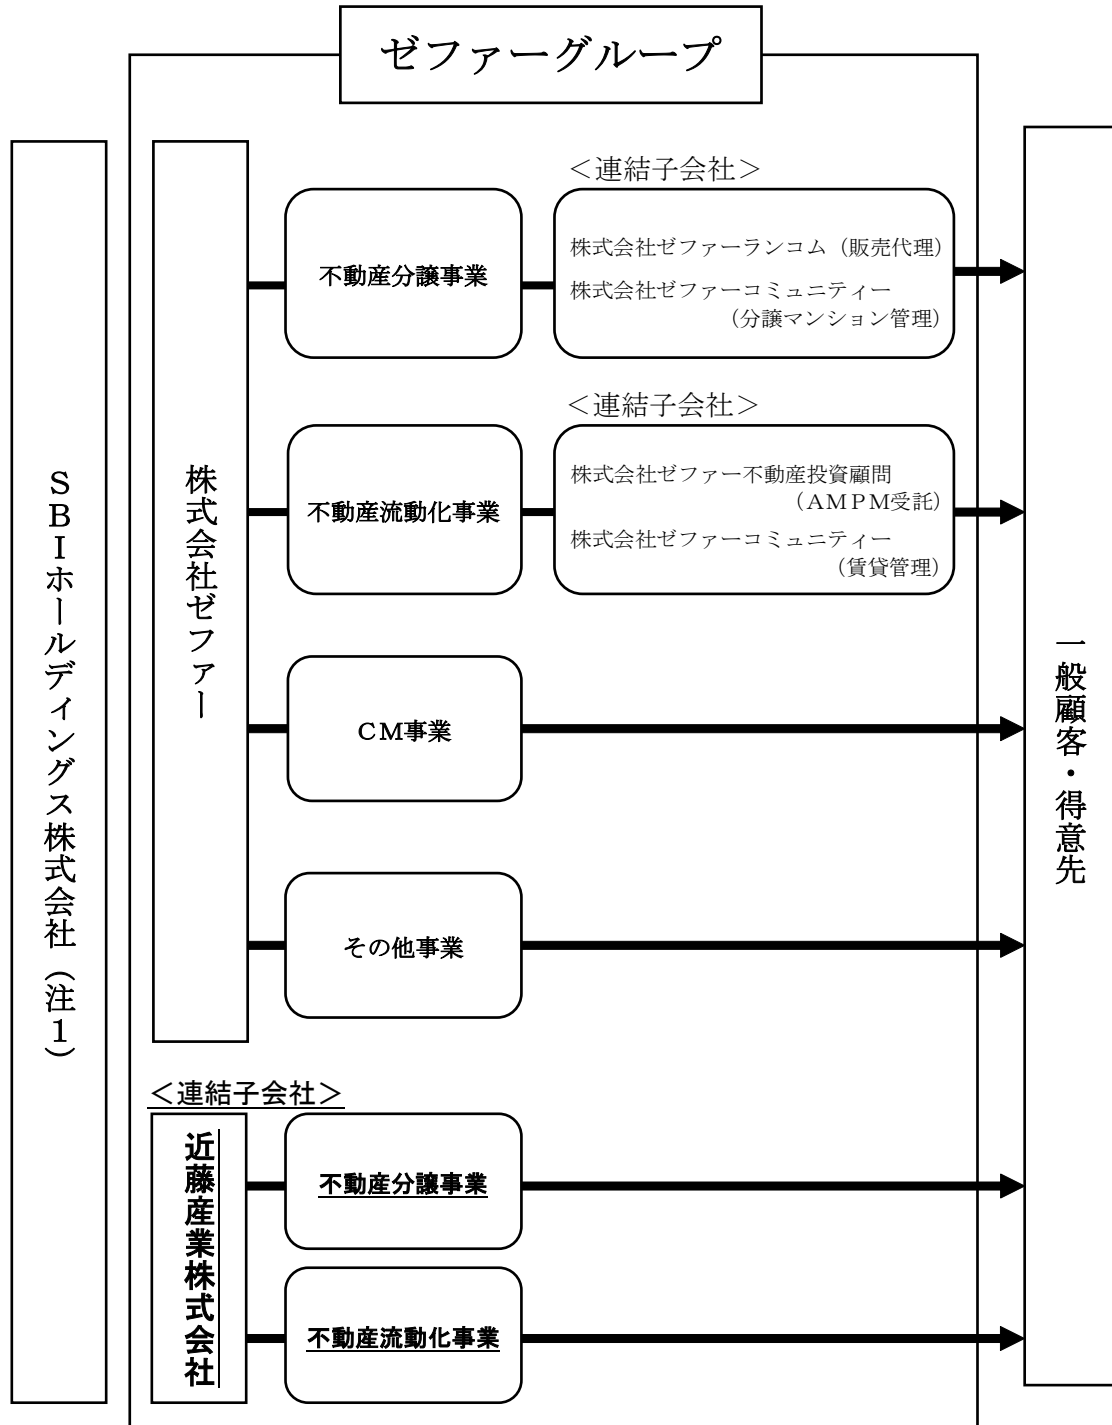 ゼファーグループ
SBIホールディングス株式会社(注1)
株式会社ゼファー
不動産分譲事業
＜連結子会社＞
株式会社ゼファーランコム（販売代理）
株式会社ゼファーコミュニティー
（分譲マンション管理）
不動産流動化事業
＜連結子会社＞
株式会社ゼファー不動産投資顧問
（AMPM受託）
株式会社ゼファーコミュニティー
（賃貸管理）
CM事業
その他事業
＜連結子会社＞
近藤産業株式会社
不動産分譲事業
不動産流動化事業
一般顧客・得意先